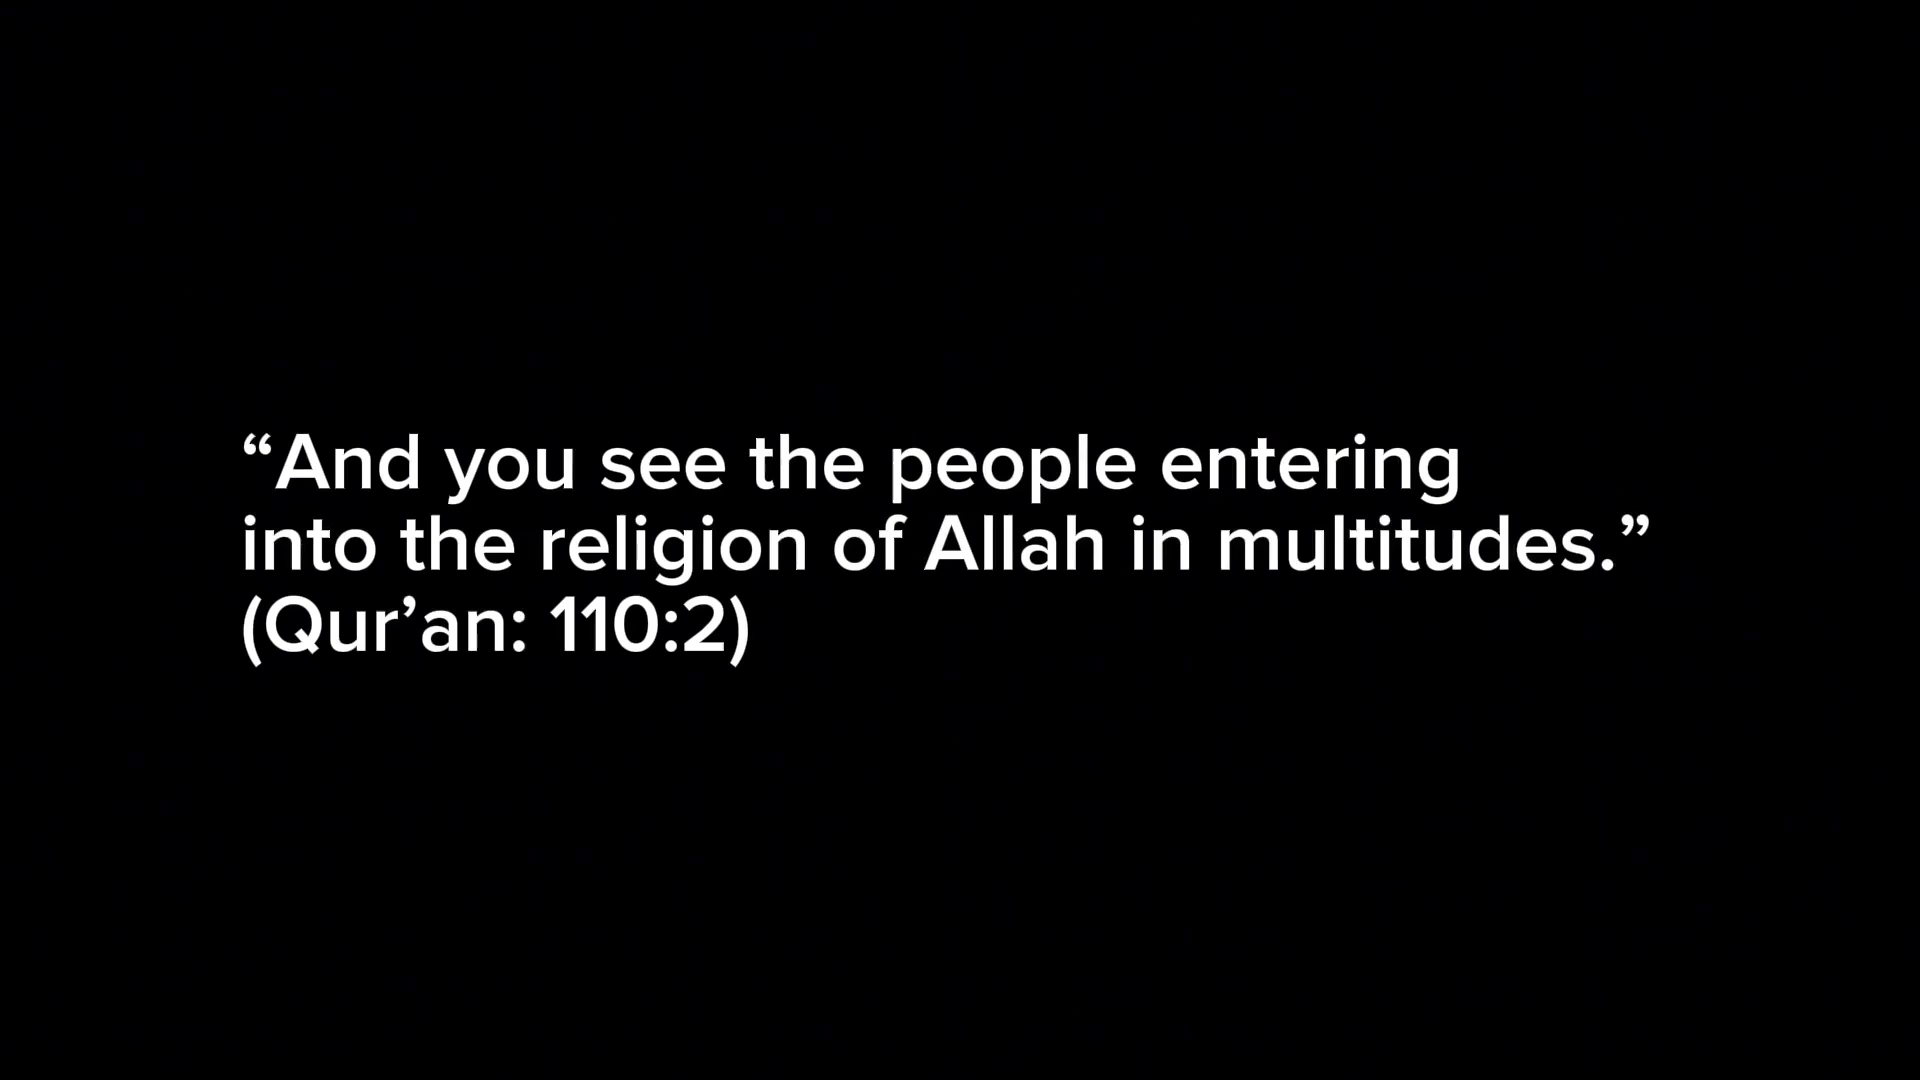 “And you see the people entering
into the religion of Allah in multitudes.”
(Qur’an: 110:2)